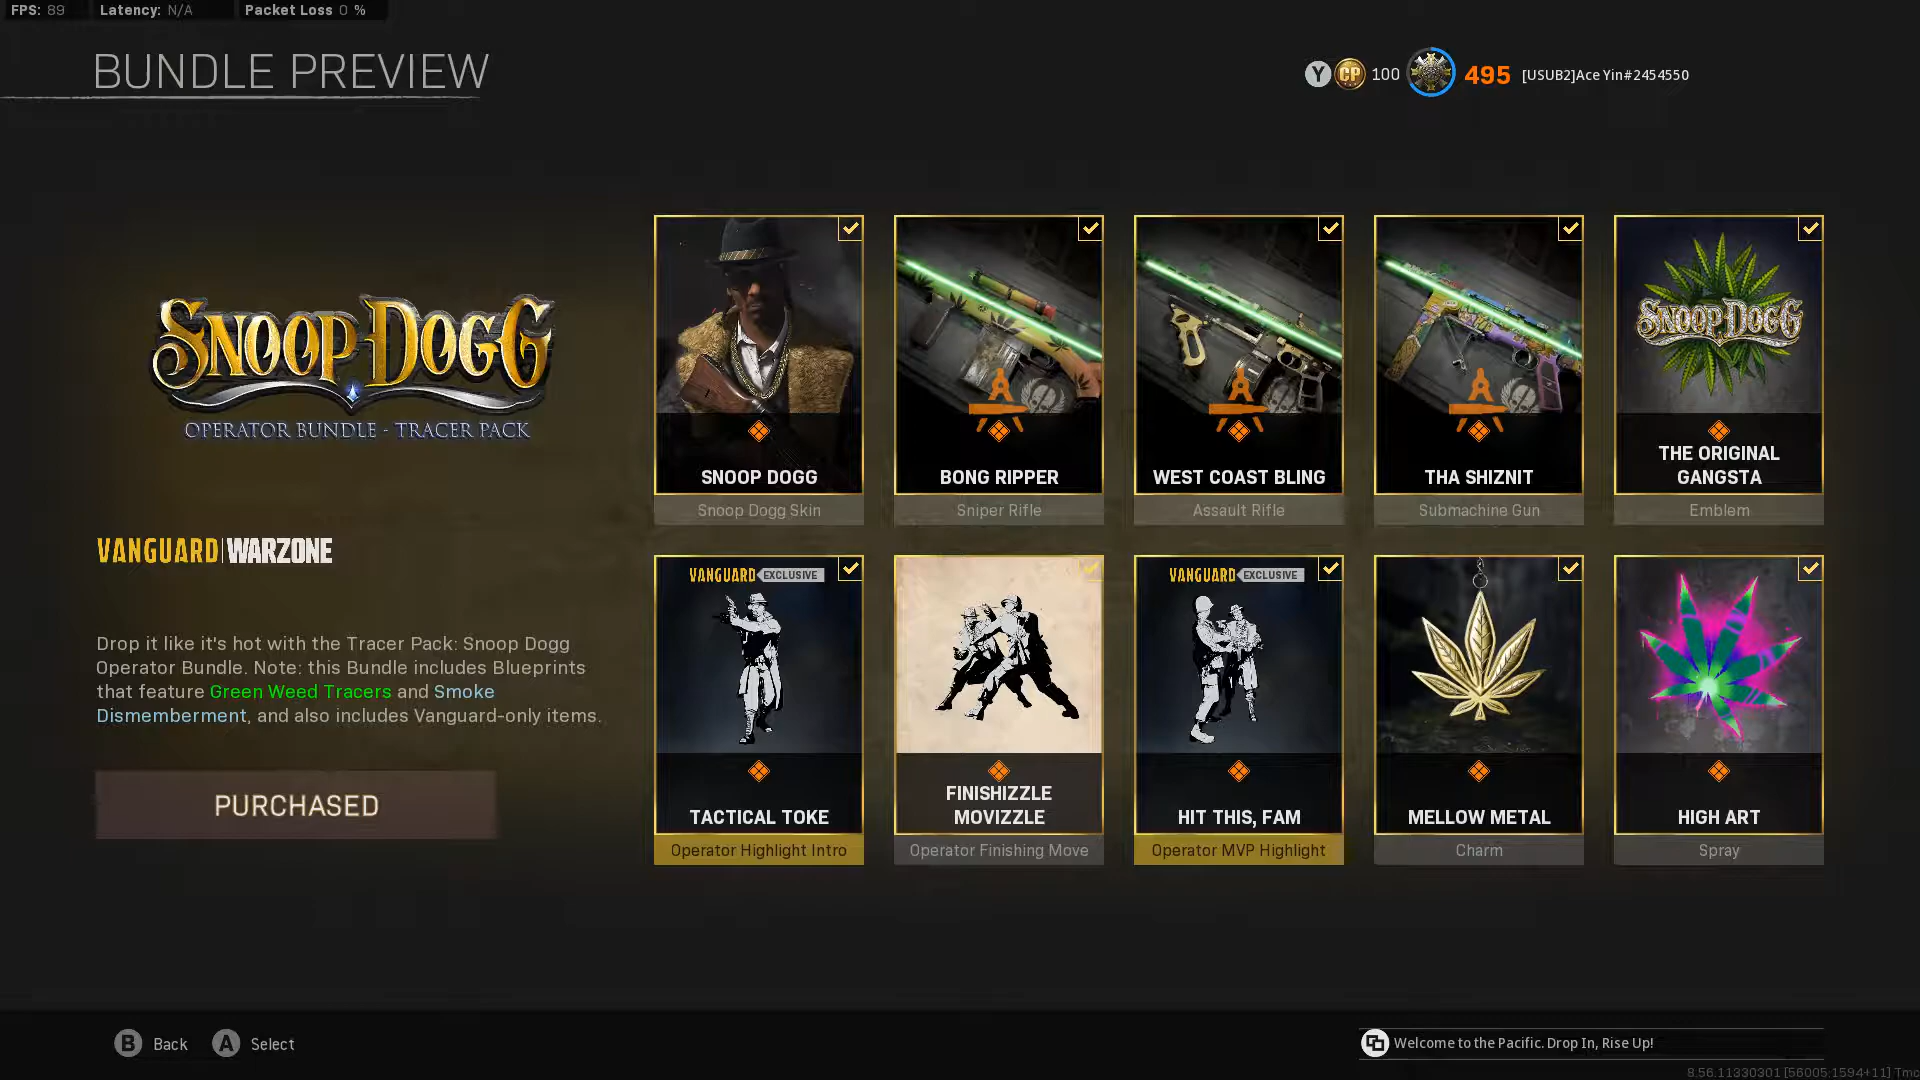 FPS: 89 Latency: N/A Packet Loss 0 %
BUNDLE PREVIEW
Y CP 100 495 [USUB2]Ace Yin#2454550
SNOOP DOGG
OPERATOR BUNDLE - TRACER PACK
VANGUARD WARZONE
Drop it like it's hot with the Tracer Pack: Snoop Dogg
Operator Bundle. Note: this Bundle includes Blueprints
that feature Green Weed Tracers and Smoke
Dismemberment, and also includes Vanguard-only items.
PURCHASED
SNOOP DOGG
Snoop Dogg Skin
BONG RIPPER
Sniper Rifle
WEST COAST BLING
Assault Rifle
THA SHIZNIT
Submachine Gun
SNOOP DOGG
THE ORIGINAL
GANGSTA
Emblem
VANGUARD EXCLUSIVE
TACTICAL TOKE
Operator Highlight Intro
FINISHIZZLE
MOVIZZLE
Operator Finishing Move
VANGUARD EXCLUSIVE
HIT THIS, FAM
Operator MVP Highlight
MELLOW METAL
Charm
HIGH ART
Spray
B Back A Select
Welcome to the Pacific. Drop In, Rise Up!
8.56.11330301 [56005:1594+11] Tmo